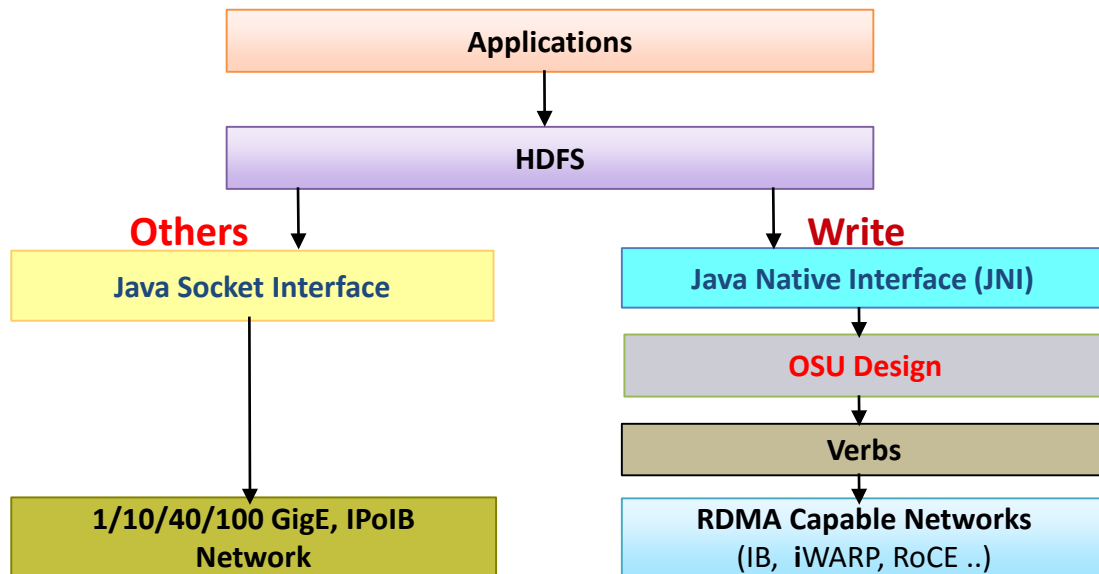 Applications
HDFS
Others
Write
Java Socket Interface
Java Native Interface (JNI)
OSU Design
Verbs
1/10/40/100 GigE, IPoIB
Network
RDMA Capable Networks
(IB, iWARP, RoCE ..)